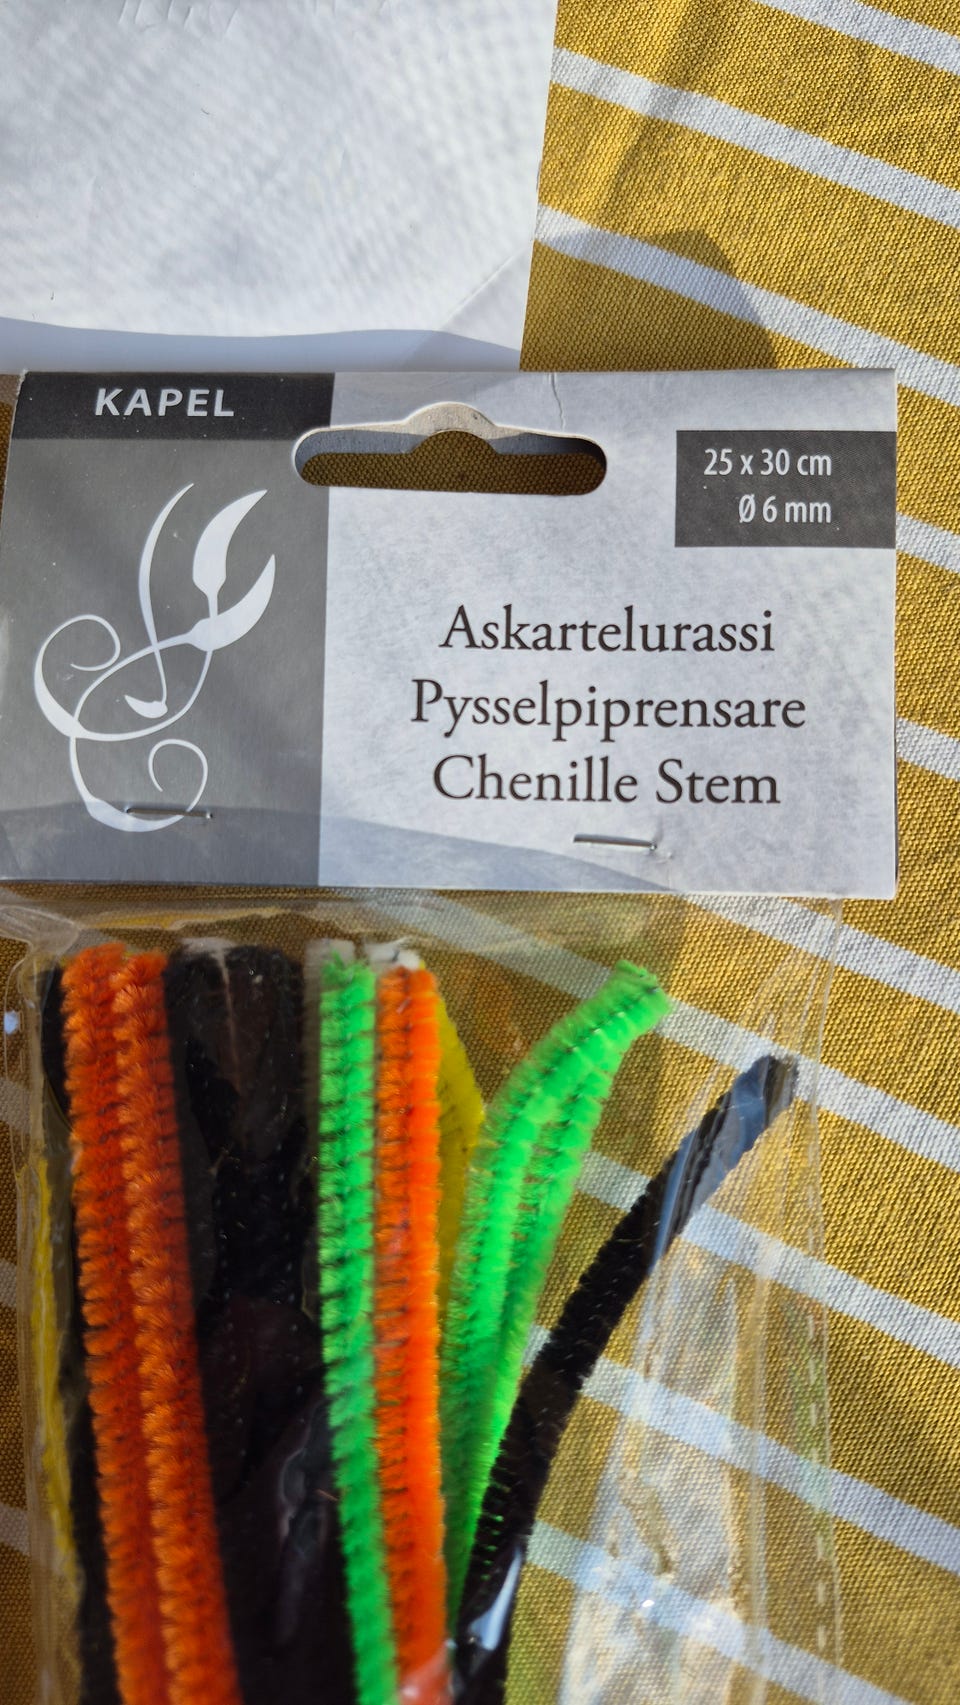 KAPEL
25 x 30 cm
Ø 6 mm
Askartelurassi
Pysselpiprensare
Chenille Stem